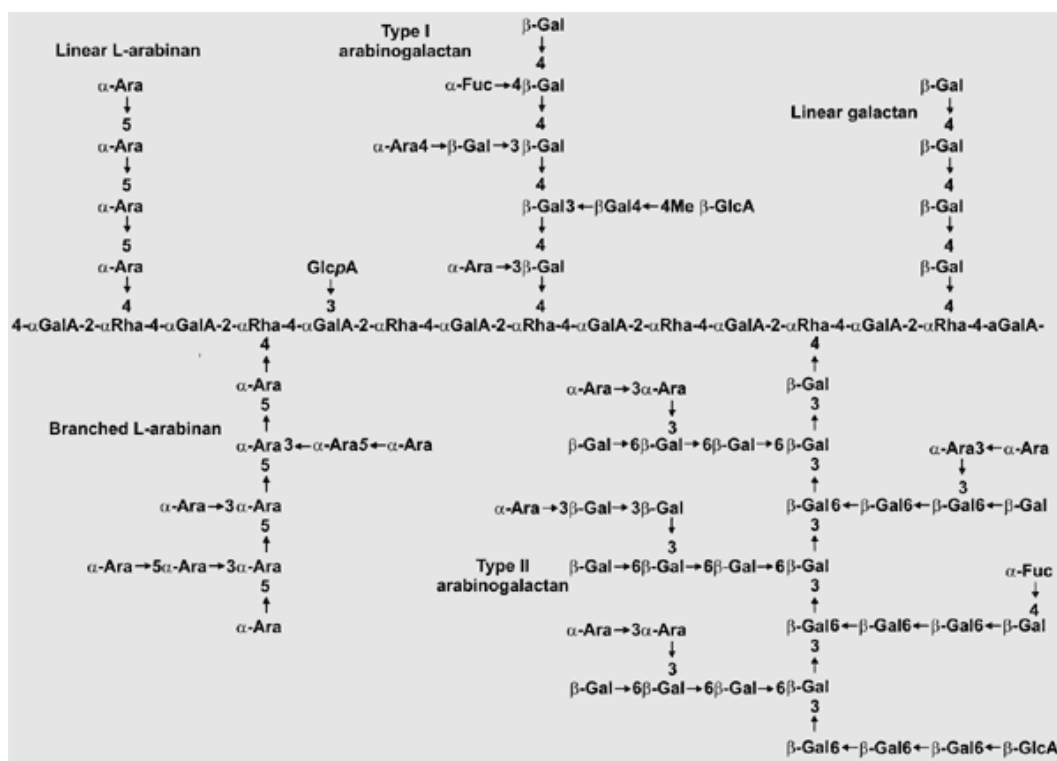 β-Gal
Type I
Linear L-arabinan
↓
arabinogalactan
4
α-Ara
α-Fuc→4β-Gal
β-Gal
↓
↓
Linear galactan
↓
5
4
4
α-Ara
α-Ara4→β-Gal→3β-Gal
β-Gal
↓
↓
↓
5
4
4
α-Ara
β-Gal3←βGal4←4Me β-GlcA
β-Gal
↓
↓
↓
5
4
4
α-Ara
GlcpA
α-Ara→3β-Gal
β-Gal
↓
↓
↓
↓
4
3
4
4
4-αGalA-2-αRha-4-αGalA-2-αRha-4-αGalA-2-αRha-4-αGalA-2-αRha-4-αGalA-2-αRha-4-αGalA-2-αRha-4-αGalA-2-αRha-4-aGalA-
4
4
↑
↑
α-Ara
α-Ara→3α-Ara
β-Gal
5
↓
3
↑
3
↑
Branched L-arabinan
α-Ara3←α-Ara5←α-Ara
β-Gal→6β-Gal→6β-Gal→6β-Gal
α-Ara3←α-Ara
5
3
↓
↑
↑
3
α-Ara→3α-Ara
α-Ara→3β-Gal→3β-Gal
β-Gal6←β-Gal6←β-Gal6←β-Gal
5
↓
3
↑
3
↑
α-Ara→5α-Ara→3α-Ara
Type II
β-Gal→6β-Gal→6β-Gal→6β-Gal
α-Fuc
5
arabinogalactan
3
↓
↑
↑
4
α-Ara
α-Ara→3α-Ara
β-Gal6←β-Gal6←β-Gal6←β-Gal
↓
3
3
↑
β-Gal→6β-Gal→6β-Gal→6β-Gal
3
↑
β-Gal6←β-Gal6←β-Gal6←β-GlcA